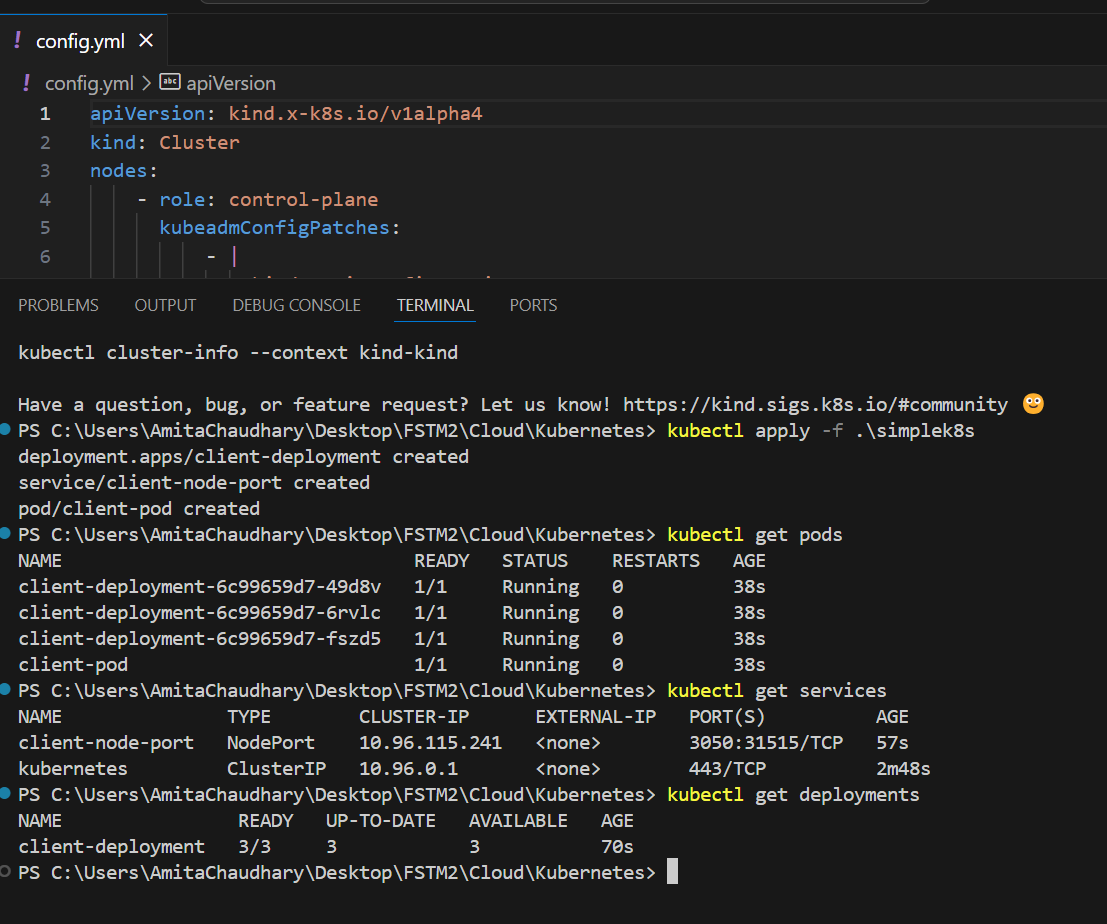 ! config.yml ×
! config.yml > abc apiVersion
1 apiVersion: kind.x-k8s.io/v1alpha4
2 kind: Cluster
3 nodes:
4 - role: control-plane
5 kubeadmConfigPatches:
6 - |
PROBLEMS OUTPUT DEBUG CONSOLE TERMINAL PORTS
kubectl cluster-info --context kind-kind
Have a question, bug, or feature request? Let us know! https://kind.sigs.k8s.io/#community 🙂
PS C:\Users\AmitaChaudhary\Desktop\FSTM2\Cloud\Kubernetes> kubectl apply -f .\simplek8s
deployment.apps/client-deployment created
service/client-node-port created
pod/client-pod created
PS C:\Users\AmitaChaudhary\Desktop\FSTM2\Cloud\Kubernetes> kubectl get pods
NAME READY STATUS RESTARTS AGE
client-deployment-6c99659d7-49d8v 1/1 Running 0 38s
client-deployment-6c99659d7-6rvlc 1/1 Running 0 38s
client-deployment-6c99659d7-fszd5 1/1 Running 0 38s
client-pod 1/1 Running 0 38s
PS C:\Users\AmitaChaudhary\Desktop\FSTM2\Cloud\Kubernetes> kubectl get services
NAME TYPE CLUSTER-IP EXTERNAL-IP PORT(S) AGE
client-node-port NodePort 10.96.115.241 <none> 3050:31515/TCP 57s
kubernetes ClusterIP 10.96.0.1 <none> 443/TCP 2m48s
PS C:\Users\AmitaChaudhary\Desktop\FSTM2\Cloud\Kubernetes> kubectl get deployments
NAME READY UP-TO-DATE AVAILABLE AGE
client-deployment 3/3 3 3 70s
PS C:\Users\AmitaChaudhary\Desktop\FSTM2\Cloud\Kubernetes>